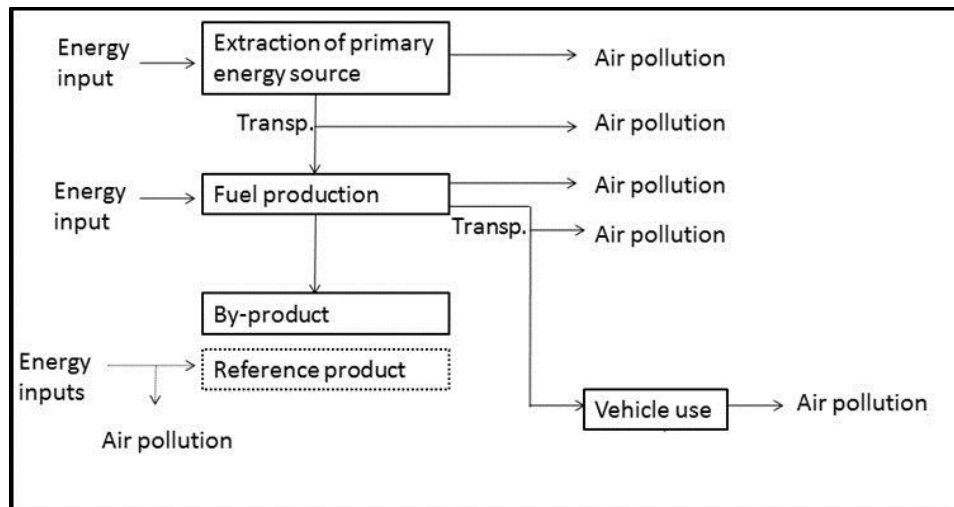 Energy
input
Extraction of primary
energy source
Air pollution
Transp.
Air pollution
Energy
input
Fuel production
Air pollution
Transp.
Air pollution
By-product
Energy
inputs
Reference product
Air pollution
Vehicle use
Air pollution